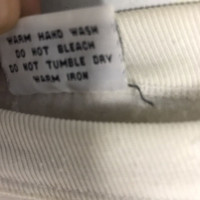 WARM HAND WASH
DO NOT BLEACH
DO NOT TUMBLE DRY
WARM IRON